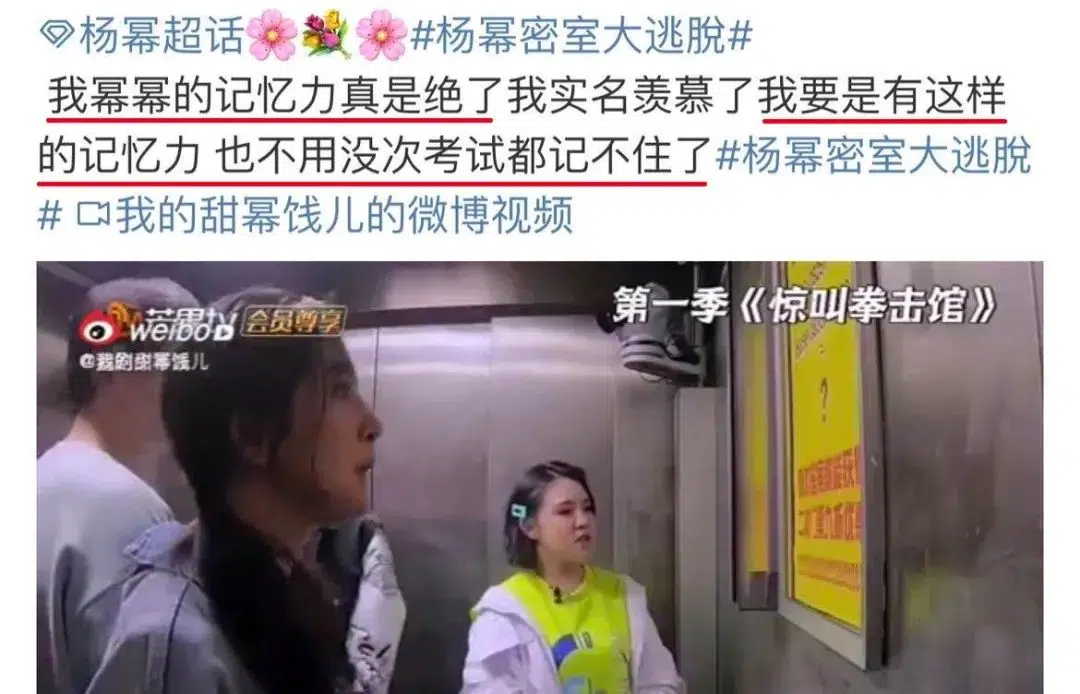 杨幂超话🌸💐🌸#杨幂密室大逃脱#
我幂幂的记忆力真是绝了我实名羡慕了我要是有这样
的记忆力 也不用没次考试都记不住了#杨幂密室大逃脱
# 我的甜幂饯儿的微博视频
第一季《惊叫拳击馆》
芒果tv
weibo 会员尊享
@我的甜幂饯儿
?